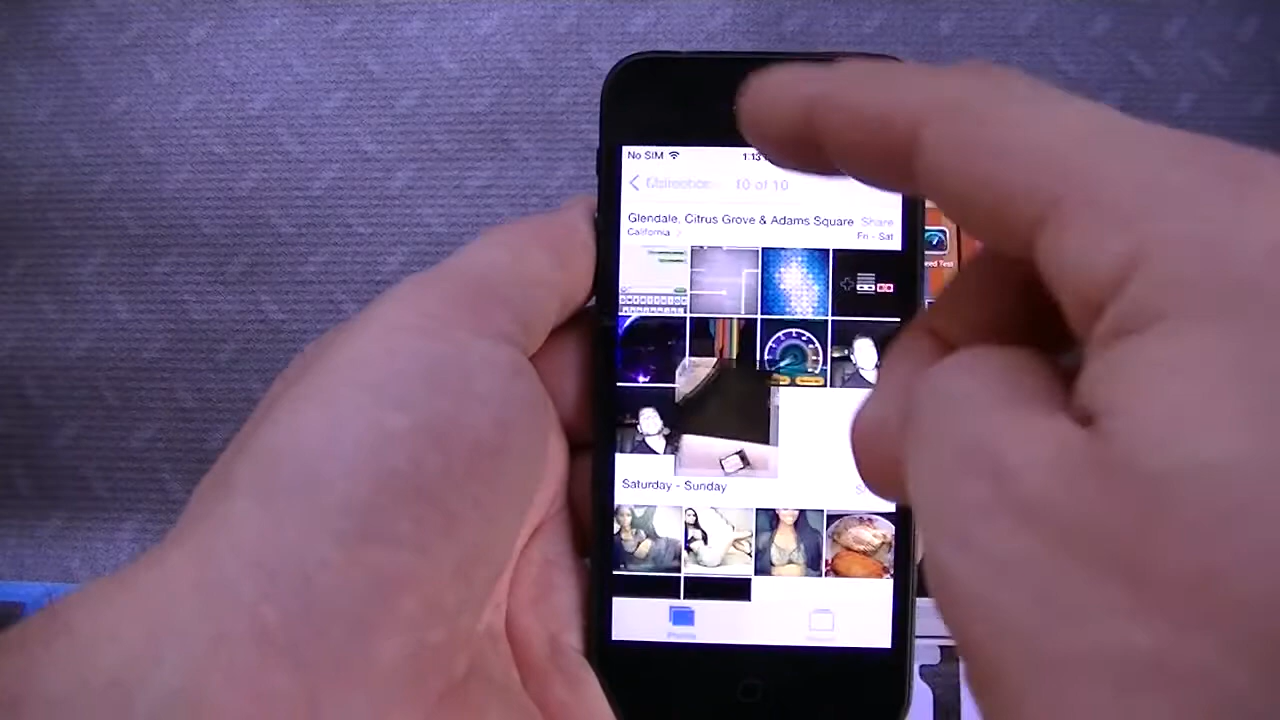 No SIM
10 of 10
Glendale, Citrus Grove & Adams Square Share
California Fri - Sat
Saturday - Sunday